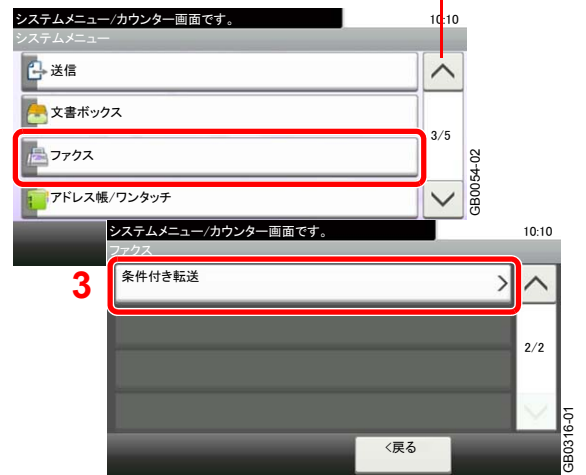 システムメニュー/カウンター画面です。
10:10
システムメニュー
送信
文書ボックス
3/5
ファクス
アドレス帳/ワンタッチ
GB0054-02
システムメニュー/カウンター画面です。
10:10
ファクス
3
条件付き転送
2/2
<戻る
GB0316-01